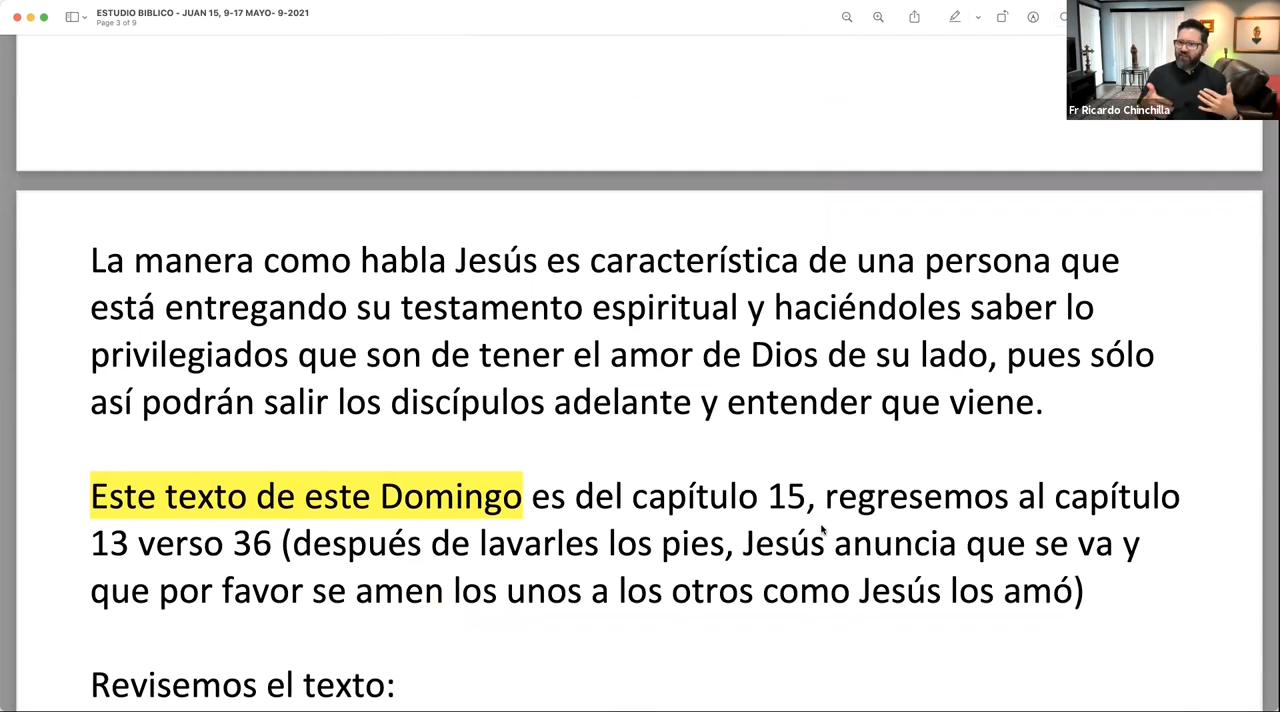 ESTUDIO BIBLICO - JUAN 15, 9-17 MAYO- 9-2021
Page 3 of 9
Fr Ricardo Chinchilla
La manera como habla Jesús es característica de una persona que
está entregando su testamento espiritual y haciéndoles saber lo
privilegiados que son de tener el amor de Dios de su lado, pues sólo
así podrán salir los discípulos adelante y entender que viene.
Este texto de este Domingo es del capítulo 15, regresemos al capítulo
13 verso 36 (después de lavarles los pies, Jesús anuncia que se va y
que por favor se amen los unos a los otros como Jesús los amó)
Revisemos el texto: